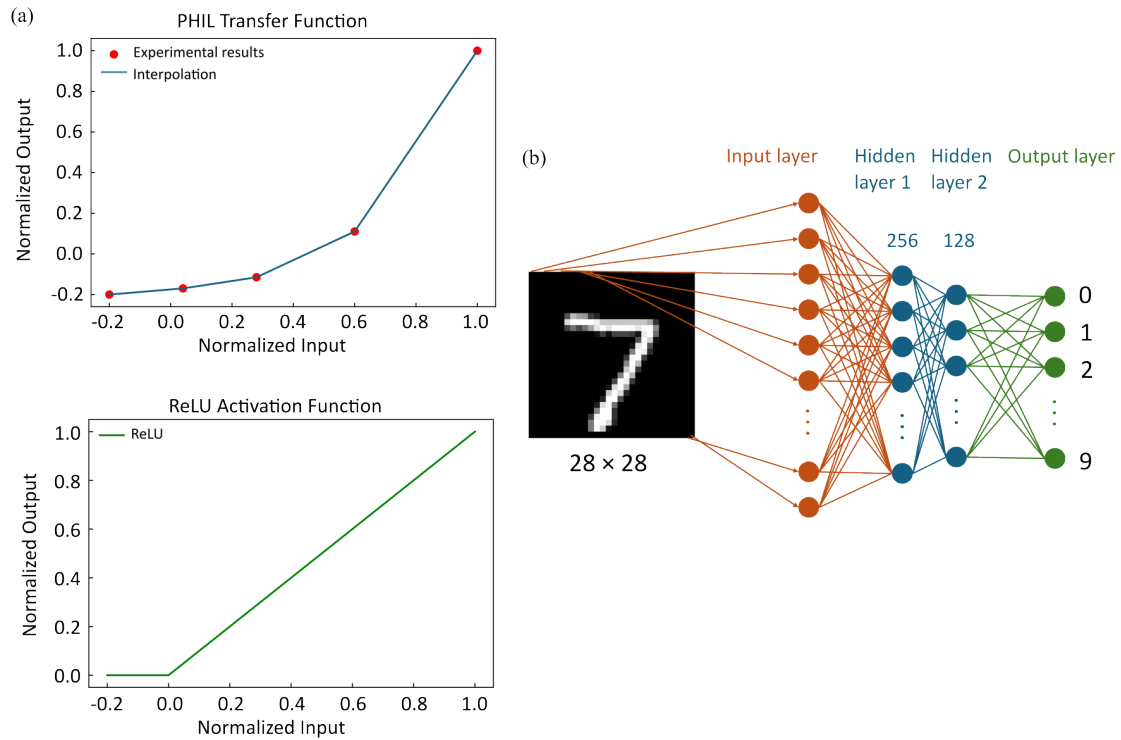 (a)
PHIL Transfer Function
Experimental results
Interpolation
1.0
0.8
0.6
0.4
0.2
0.0
-0.2
Normalized Output
-0.2 0.0 0.2 0.4 0.6 0.8 1.0
Normalized Input
ReLU Activation Function
ReLU
1.0
0.8
0.6
0.4
0.2
0.0
Normalized Output
-0.2 0.0 0.2 0.4 0.6 0.8 1.0
Normalized Input
(b)
Input layer
Hidden
layer 1
Hidden
layer 2
Output layer
256
128
0
1
2
9
28 × 28